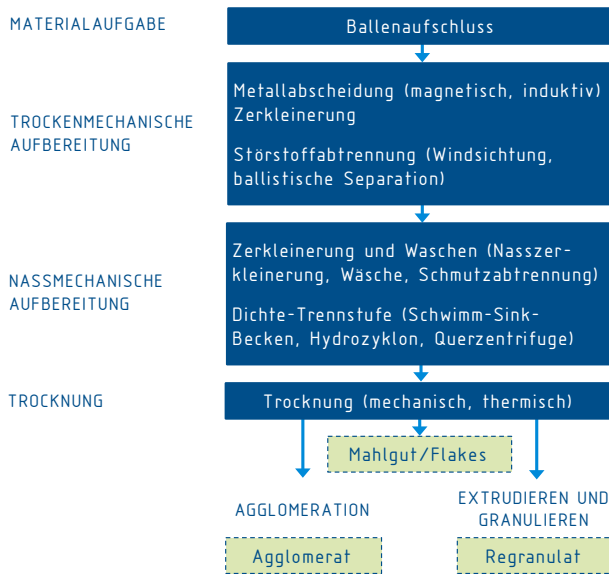 MATERIALAUFGABE
Ballenaufschluss
TROCKENMECHANISCHE
AUFBEREITUNG
Metallabscheidung (magnetisch, induktiv)
Zerkleinerung
Störstoffabtrennung (Windsichtung,
ballistische Separation)
NASSMECHANISCHE
AUFBEREITUNG
Zerkleinerung und Waschen (Nasszer-
kleinerung, Wäsche, Schmutzabtrennung)
Dichte-Trennstufe (Schwimm-Sink-
Becken, Hydrozyklon, Querzentrifuge)
TROCKNUNG
Trocknung (mechanisch, thermisch)
Mahlgut/Flakes
AGGLOMERATION
Agglomerat
EXTRUDIEREN UND
GRANULIEREN
Regranulat